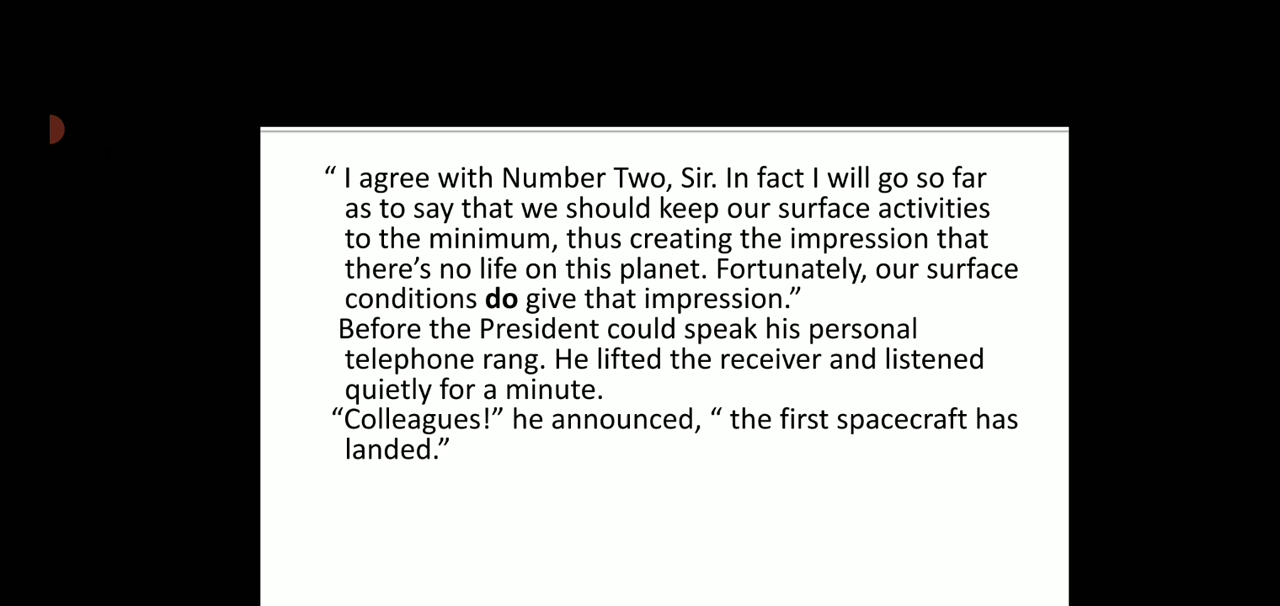 “ I agree with Number Two, Sir. In fact I will go so far
as to say that we should keep our surface activities
to the minimum, thus creating the impression that
there’s no life on this planet. Fortunately, our surface
conditions do give that impression.”
Before the President could speak his personal
telephone rang. He lifted the receiver and listened
quietly for a minute.
“Colleagues!” he announced, “ the first spacecraft has
landed.”